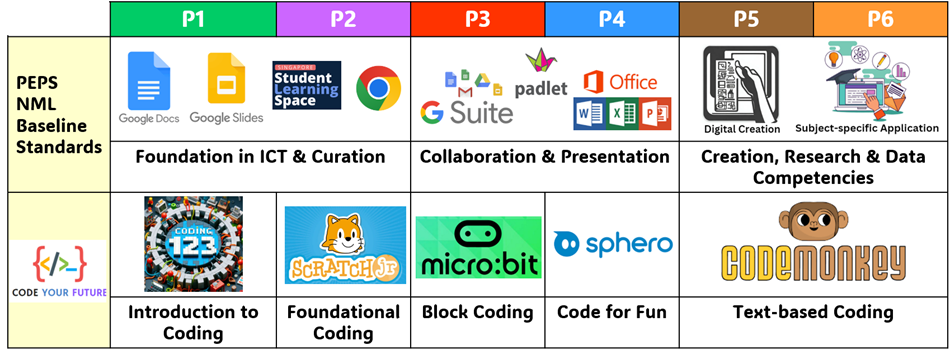 P1 P2 P3 P4 P5 P6
PEPS
NML
Baseline
Standards
Google Docs
Google Slides
SINGAPORE
Student
Learning
Space
G Suite
padlet
Office
W X P
Digital Creation
Subject-specific Application
Foundation in ICT & Curation
Collaboration & Presentation
Creation, Research & Data
Competencies
</>
CODE YOUR FUTURE
CODING
123
SCRATCH jr
micro:bit
sphero
CODEMONKEY
Introduction to
Coding
Foundational
Coding
Block Coding
Code for Fun
Text-based Coding